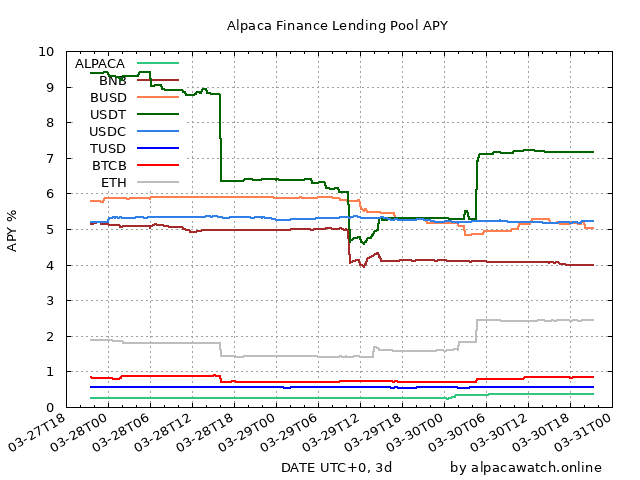 Alpaca Finance Lending Pool APY
10
9
8
7
6
5
4
3
2
1
0
APY %
ALPACA
BNB
BUSD
USDT
USDC
TUSD
BTCB
ETH
03-27T18
03-28T00
03-28T06
03-28T12
03-28T18
03-29T00
03-29T06
03-29T12
03-29T18
03-30T00
03-30T06
03-30T12
03-30T18
03-31T00
DATE UTC+0, 3d
by alpacawatch.online